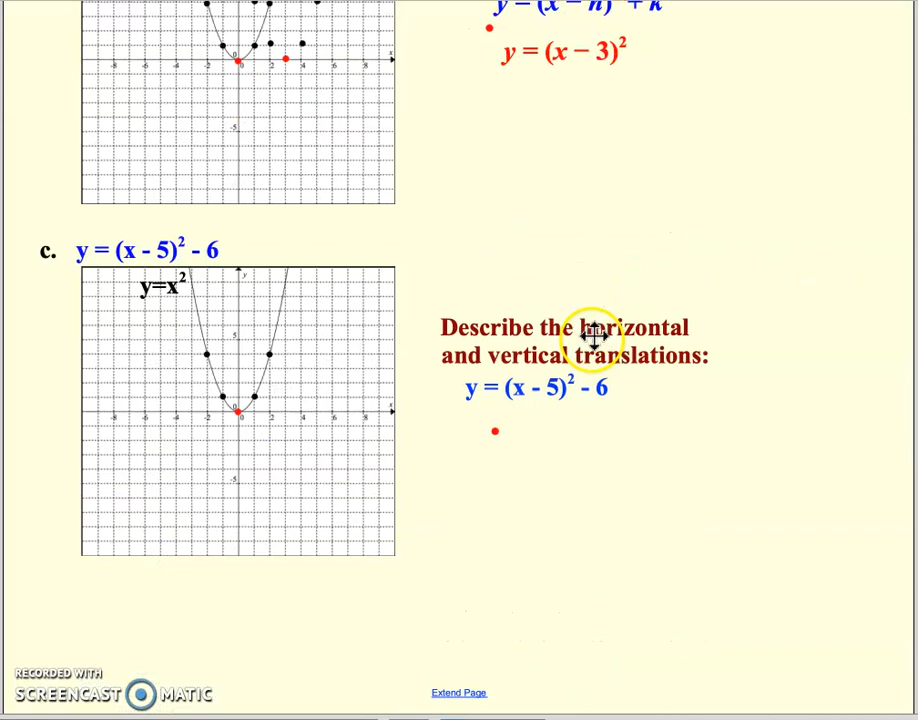 y = (x − h)² + k
y = (x − 3)²
c. y = (x - 5)² - 6
y=x²
Describe the horizontal
and vertical translations:
y = (x - 5)² - 6
RECORDED WITH
SCREENCAST MATIC
Extend Page